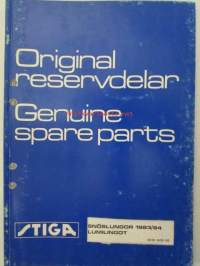 Original
reservdelar
Genuine
spare parts
STIGA
SNÖSLUNGOR 1983/84
LUMILINGOT